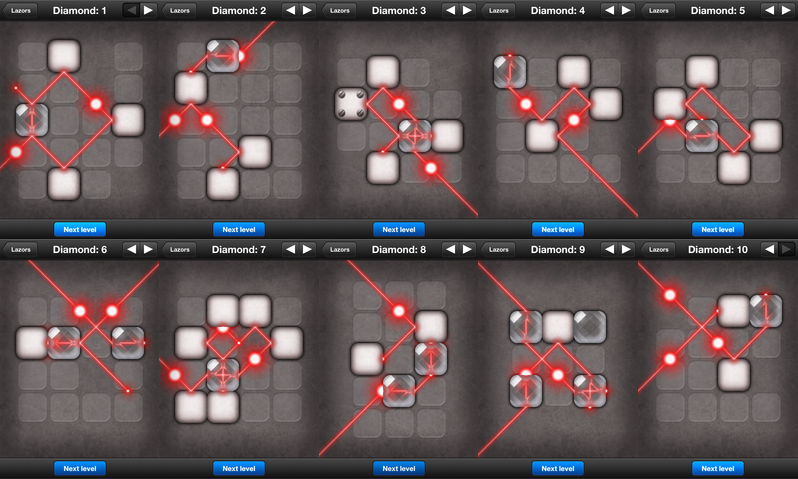 Lazors Diamond: 1
Lazors Diamond: 2
Lazors Diamond: 3
Lazors Diamond: 4
Lazors Diamond: 5
Next level
Next level
Next level
Next level
Next level
Lazors Diamond: 6
Lazors Diamond: 7
Lazors Diamond: 8
Lazors Diamond: 9
Lazors Diamond: 10
Next level
Next level
Next level
Next level
Next level